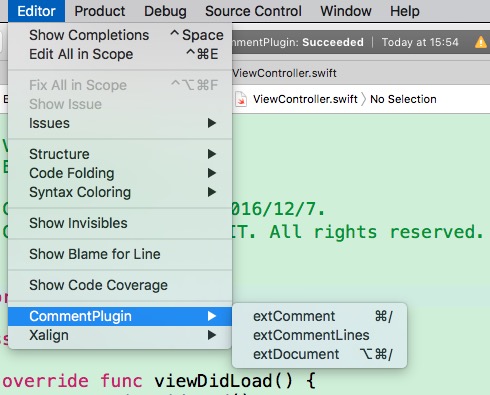 Editor Product Debug Source Control Window Help
Show Completions ^ Space
Edit All in Scope ^⌘E
mmentPlugin: Succeeded | Today at 15:54
ViewController.swift
Fix All in Scope ^⌥⌘F
ViewController.swift 〉 No Selection
Show Issue
Issues ▶
Structure ▶
Code Folding ▶
Syntax Coloring ▶
016/12/7.
Show Invisibles
IT. All rights reserved.
Show Blame for Line
Show Code Coverage
CommentPlugin ▶
extComment ⌘/
Xalign ▶
extCommentLines
extDocument ⌥⌘/
override func viewDidLoad() {